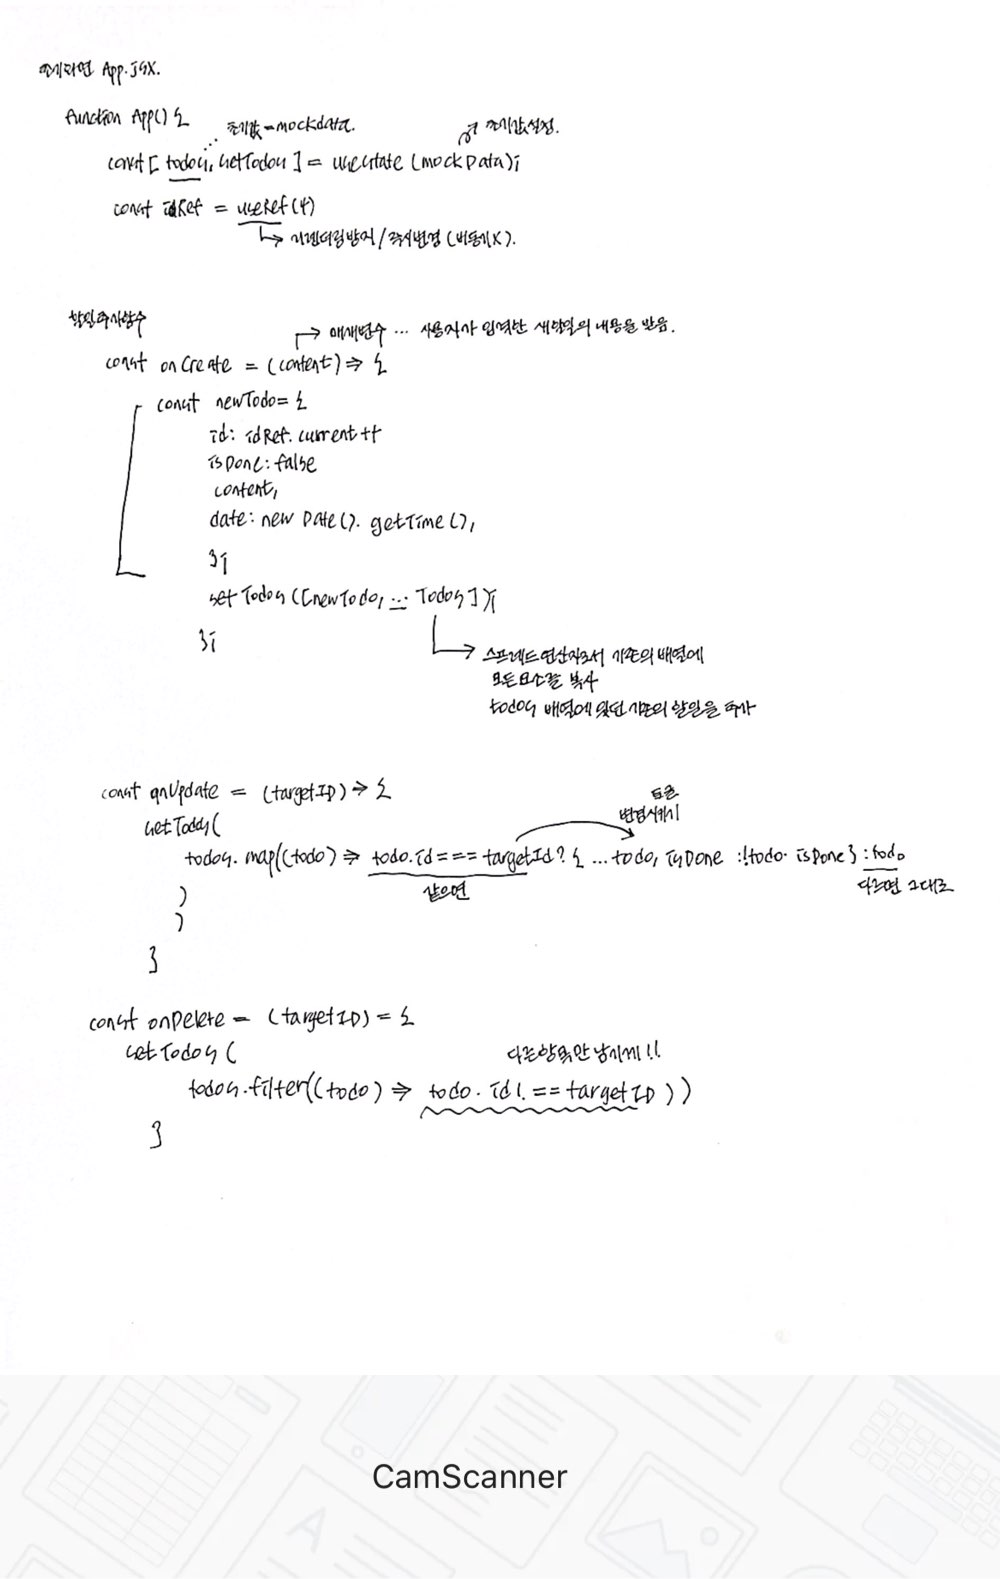 App.JSX.
function App() {
초기값=mockdata. 초기값설정.
const [ todos, setTodos ] = useState (mockData);
const idRef = useRef(4)
리렌더링방지 / 즉시변경 (비동기X).
할일추가함수
매개변수 ... 사용자가 입력한 새할일의 내용을 받음.
const onCreate = (content) => {
const newTodo= {
id: idRef. current++
isDone: false
content,
date: new Date(). getTime(),
};
set Todos ([newTodo, ... Todos]);
};
스프레드연산자로서 기존의 배열에
모든요소를 복사
todos 배열에 있던 기존의 할일을 추가
const onUpdate = (targetID) => {
토글
변경시키기
setTodos(
todos. map((todo) => todo.id === targetId? { ...todo, isDone :!todo. isDone} :todo
같으면 다르면 그대로
)
)
}
const onDelete = (targetID) = {
setTodos (
다른항목만 남기게!!
todos.filter((todo) => todo. id!. == targetID ))
}
CamScanner